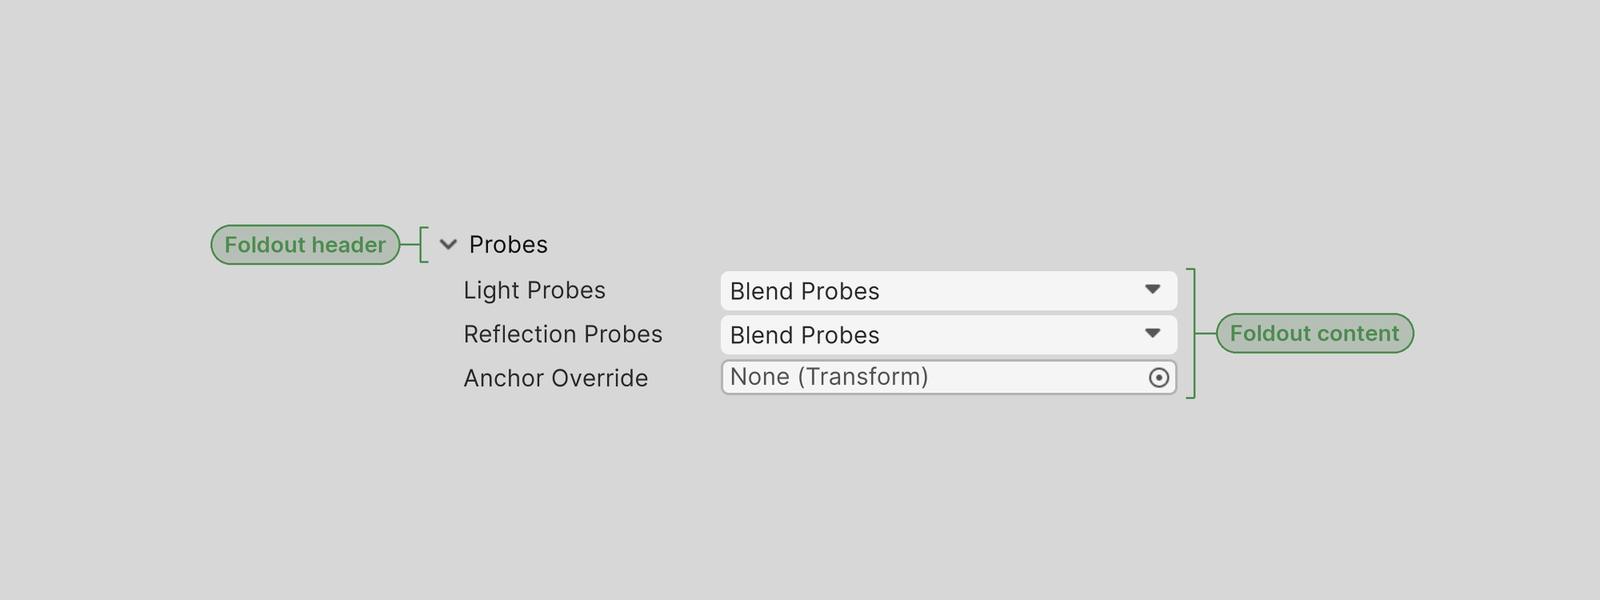 Foldout header
Probes
Light Probes
Blend Probes
Reflection Probes
Blend Probes
Foldout content
Anchor Override
None (Transform)